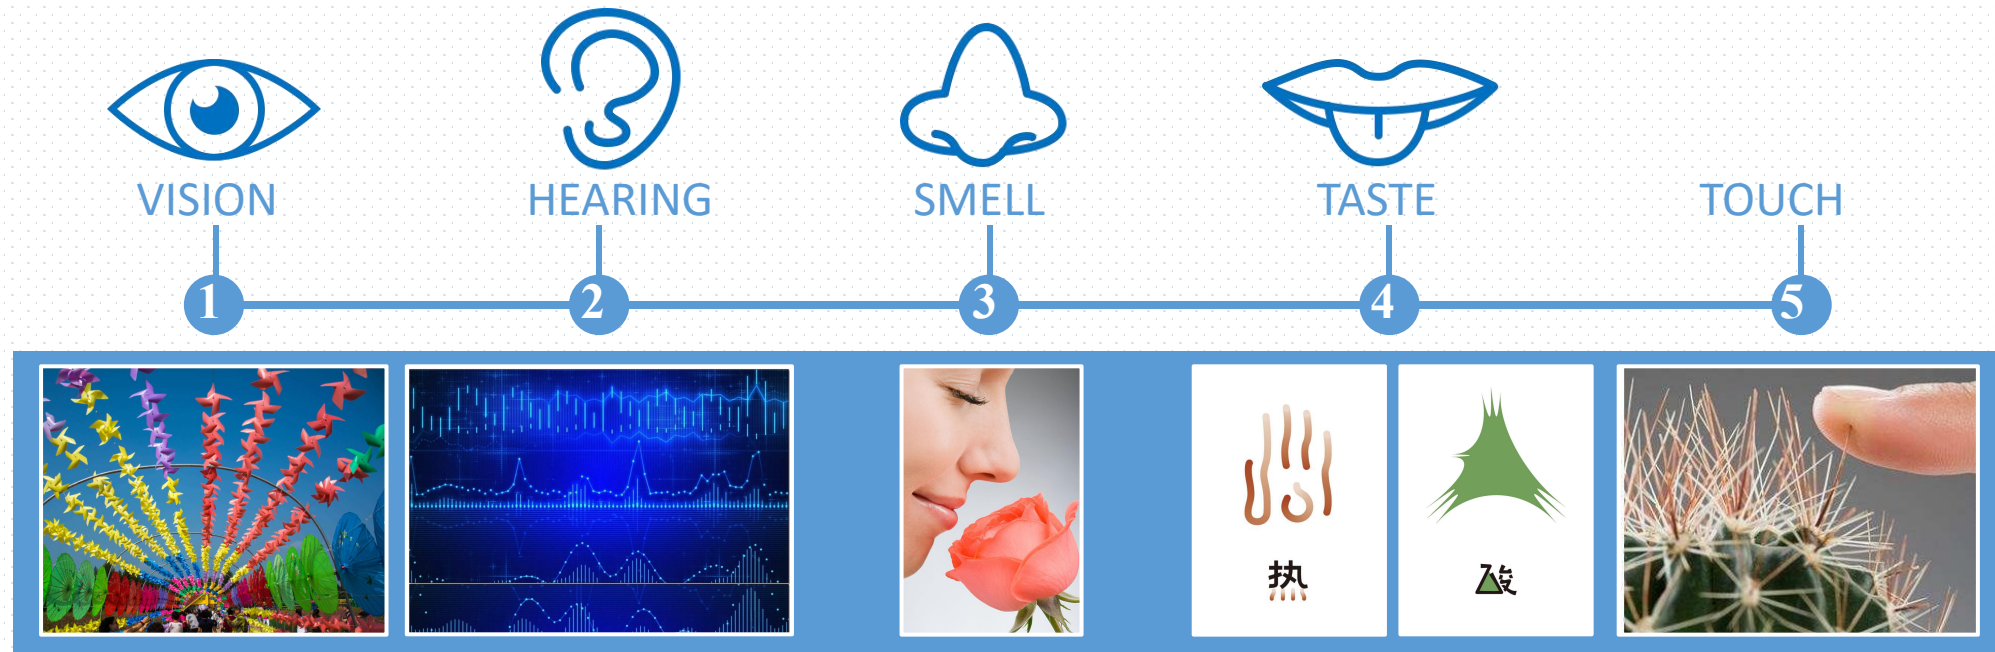 VISION
HEARING
SMELL
TASTE
TOUCH
1
2
3
4
5
热
酸